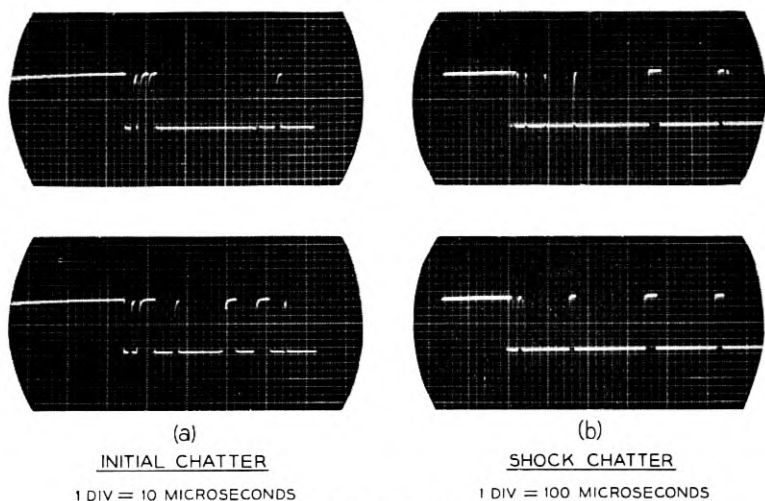 (a)
INITIAL CHATTER
1 DIV = 10 MICROSECONDS
(b)
SHOCK CHATTER
1 DIV = 100 MICROSECONDS